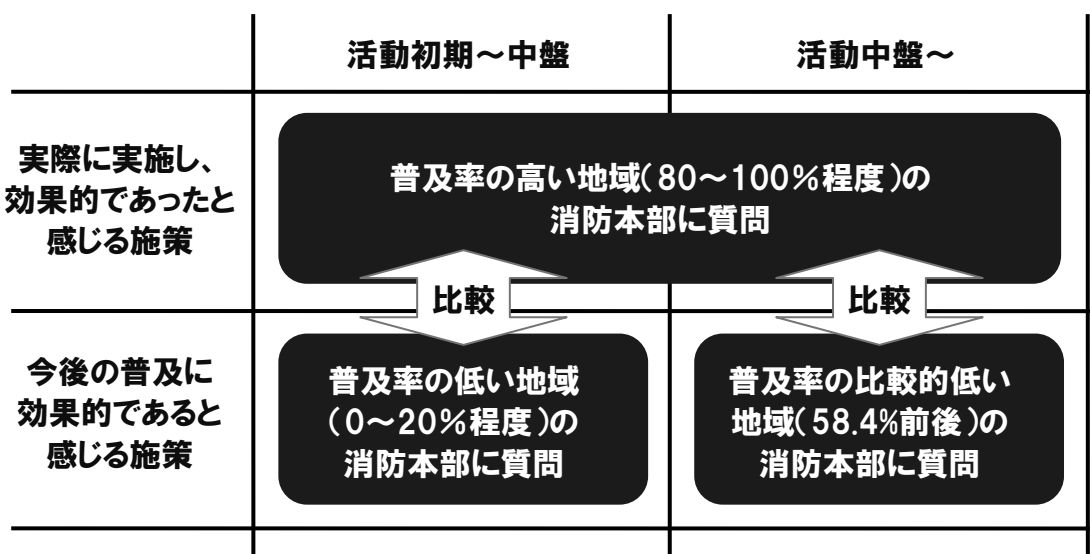 活動初期～中盤
活動中盤～
実際に実施し、
効果的であったと
感じる施策
普及率の高い地域（80～100％程度）の
消防本部に質問
比較
比較
今後の普及に
効果的であると
感じる施策
普及率の低い地域
（0～20％程度）の
消防本部に質問
普及率の比較的低い
地域（58.4%前後）の
消防本部に質問